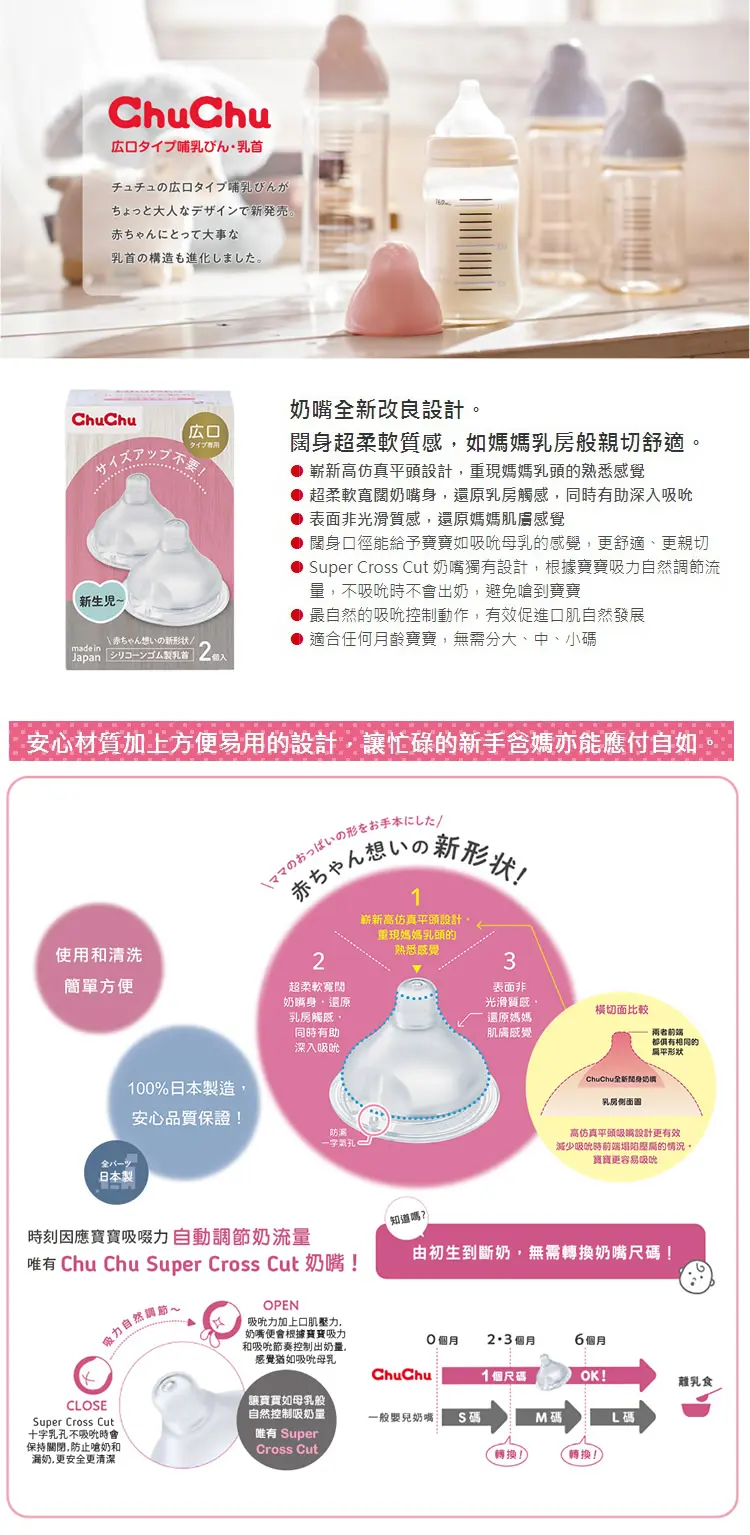 ChuChu
広口タイプ哺乳びん・乳首
チュチュの広口タイプ哺乳びんが
ちょっと大人なデザインで新発売。
赤ちゃんにとって大事な
乳首の構造も進化しました。
ChuChu
広口
タイプ専用
サイズアップ不要!
新生児~
made in
Japan
\赤ちゃん想いの新形状/
シリコーンゴム製乳首
2個入
奶嘴全新改良設計。
闊身超柔軟質感,如媽媽乳房般親切舒適。
嶄新高仿真平頭設計,重現媽媽乳頭的熟悉感覺
超柔軟寬闊奶嘴身,還原乳房觸感,同時有助深入吸吮
表面非光滑質感,還原媽媽肌膚感覺
闊身口徑能給予寶寶如吸吮母乳的感覺,更舒適、更親切
Super Cross Cut 奶嘴獨有設計,根據寶寶吸力自然調節流
量,不吸吮時不會出奶,避免嗆到寶寶
最自然的吸吮控制動作,有效促進口肌自然發展
適合任何月齡寶寶,無需分大、中、小碼
安心材質加上方便易用的設計,讓忙碌的新手爸媽亦能應付自如。
\ママのおっぱいの形をお手本にした/
赤ちゃん想いの新形状!
使用和清洗
簡單方便
100%日本製造,
安心品質保證!
全パーツ
日本製
1
嶄新高仿真平頭設計,
重現媽媽乳頭的
熟悉感覺
2
超柔軟寬闊
奶嘴身,還原
乳房觸感,
同時有助
深入吸吮
3
表面非
光滑質感,
還原媽媽
肌膚感覺
防漏
一字氣孔
橫切面比較
兩者前端
都俱有相同的
扁平形狀
ChuChu全新闊身奶嘴
乳房側面圖
高仿真平頭吸嘴設計更有效
減少吸吮時前端塌陷壓扁的情況,
寶寶更容易吸吮
時刻因應寶寶吸啜力 自動調節奶流量
唯有 Chu Chu Super Cross Cut 奶嘴!
吸力自然調節~
OPEN
吸吮力加上口肌壓力,
奶嘴便會根據寶寶吸力
和吸吮節奏控制出奶量,
感覺猶如吸吮母乳
CLOSE
Super Cross Cut
十字乳孔不吸吮時會
保持關閉,防止嗆奶和
漏奶,更安全更清潔
讓寶寶如母乳般
自然控制吸奶量
唯有 Super
Cross Cut
知道嗎?
由初生到斷奶,無需轉換奶嘴尺碼!
0個月 2・3個月 6個月
ChuChu 1個尺碼 OK!
離乳食
一般嬰兒奶嘴 S碼 M碼 L碼
轉換! 轉換!